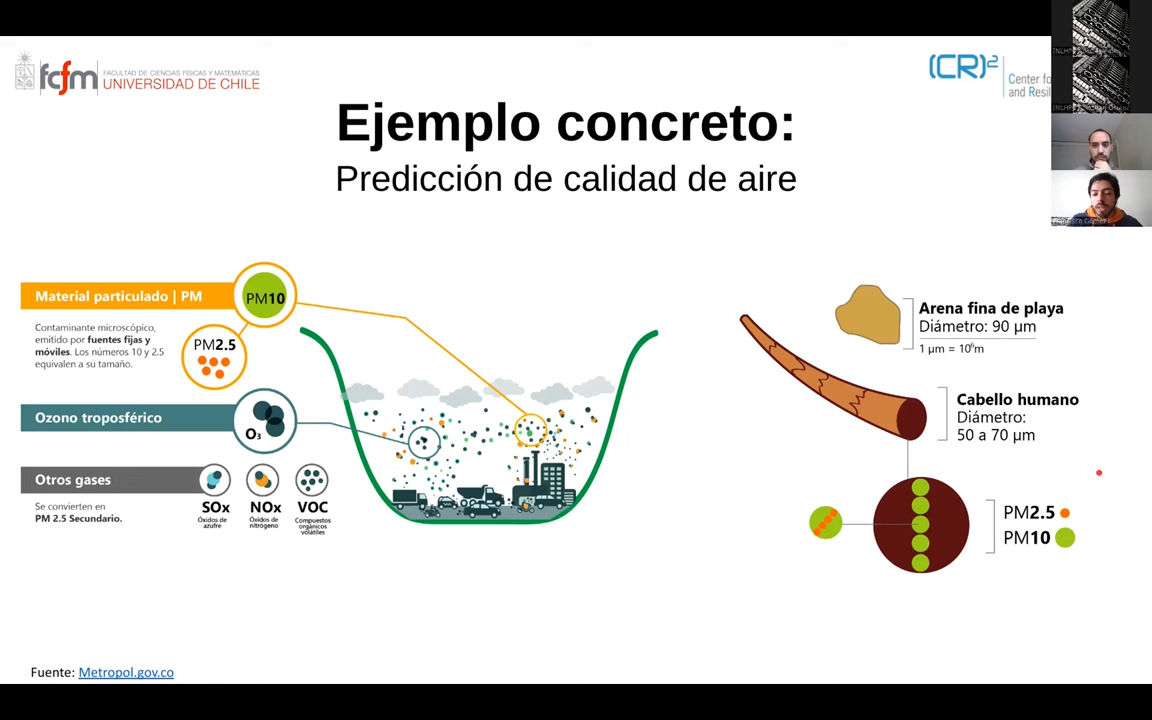 fcfm
FACULTAD DE CIENCIAS FÍSICAS Y MATEMÁTICAS
UNIVERSIDAD DE CHILE
(CR)²
Center for
and Resil
Ejemplo concreto:
Predicción de calidad de aire
Material particulado | PM
PM10
Contaminante microscópico,
emitido por fuentes fijas y
móviles. Los números 10 y 2.5
equivalen a su tamaño.
PM2.5
Ozono troposférico
O3
Otros gases
Se convierten en
PM 2.5 Secundario.
SOx
Óxidos de
azufre
NOx
Óxidos de
nitrógeno
VOC
Compuestos
orgánicos
volátiles
Arena fina de playa
Diámetro: 90 µm
1 µm = 10⁶m
Cabello humano
Diámetro:
50 a 70 µm
PM2.5
PM10
Fuente: Metropol.gov.co